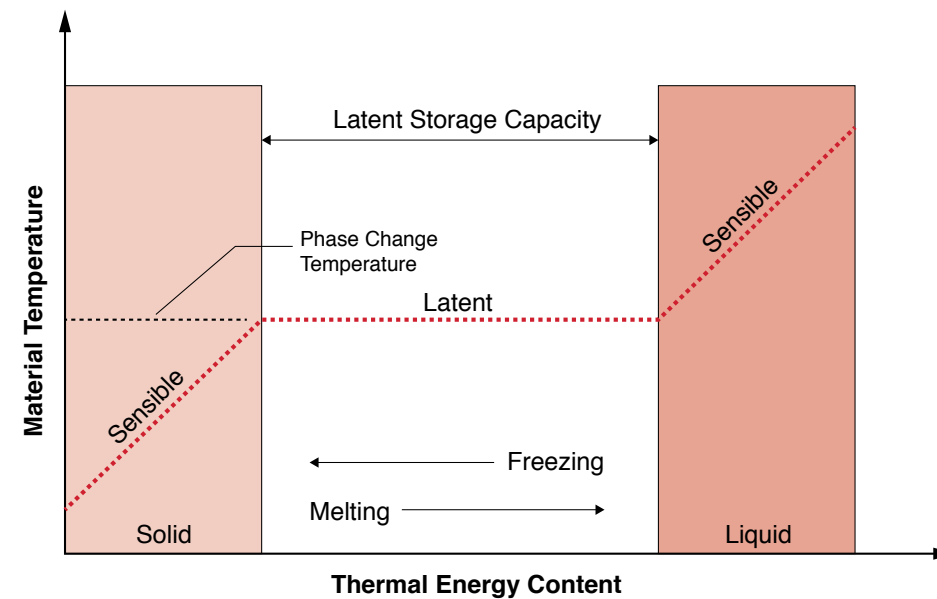 Latent Storage Capacity
Sensible
Phase Change
Temperature
Latent
Material Temperature
Sensible
Freezing
Melting
Solid
Liquid
Thermal Energy Content